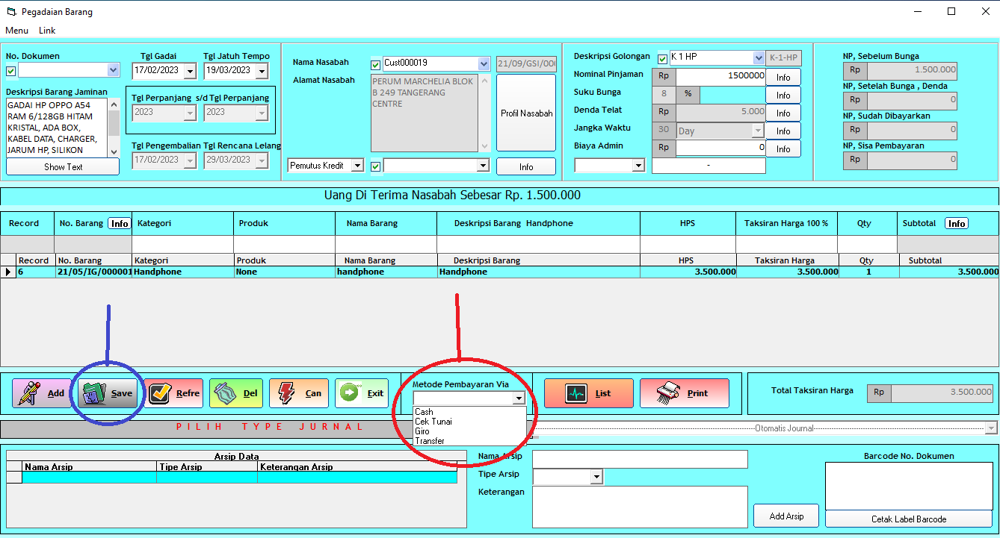 Pegadaian Barang
Menu Link
No. Dokumen
Tgl Gadai Tgl Jatuh Tempo
17/02/2023 19/03/2023
Deskripsi Barang Jaminan
GADAI HP OPPO A54
RAM 6/128GB HITAM
KRISTAL, ADA BOX,
KABEL DATA, CHARGER,
JARUM HP, SILIKON
Show Text
Tgl Perpanjang s/d Tgl Perpanjang
2023 2023
Tgl Pengembalian Tgl Rencana Lelang
17/02/2023 29/03/2023
Nama Nasabah Cust000019 21/09/GSI/00
Alamat Nasabah
PERUM MARCHELIA BLOK
B 249 TANGERANG
CENTRE
Profil Nasabah
Pemutus Kredit Info
Deskripsi Golongan K 1 HP K-1-HP
Nominal Pinjaman Rp 1500000 Info
Suku Bunga 8 % Info
Denda Telat Rp 5.000 Info
Jangka Waktu 30 Day Info
Biaya Admin Rp 0 Info
-
NP, Sebelum Bunga
Rp 1.500.000
NP, Setelah Bunga , Denda
Rp 0
NP, Sudah Dibayarkan
Rp 0
NP, Sisa Pembayaran
Rp 0
Uang Di Terima Nasabah Sebesar Rp. 1.500.000
Record No. Barang Info Kategori Produk Nama Barang Deskripsi Barang Handphone HPS Taksiran Harga 100 % Qty Subtotal Info
Record No. Barang Kategori Produk Nama Barang Deskripsi Barang HPS Taksiran Harga Qty Subtotal
6 21/05/IG/000001 Handphone None handphone Handphone 3.500.000 3.500.000 1 3.500.000
Add Save Refre Del Can Exit
Metode Pembayaran Via
Cash
Cek Tunai
Giro
Transfer
List Print
Total Taksiran Harga Rp 3.500.000
PILIH TYPE JURNAL
-Otomatis Journal-
Arsip Data
Nama Arsip Tipe Arsip Keterangan Arsip
Nama Arsip
Tipe Arsip
Keterangan
Add Arsip
Barcode No. Dokumen
Cetak Label Barcode